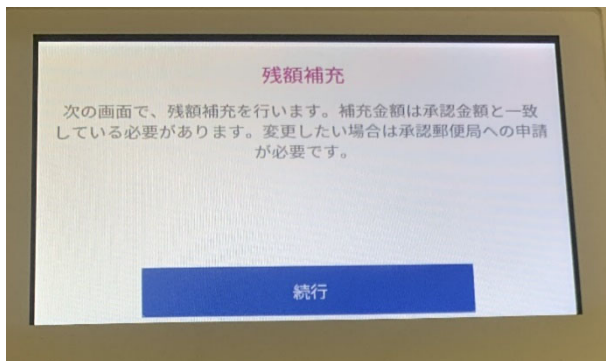 残額補充
次の画面で、残額補充を行います。補充金額は承認金額と一致
している必要があります。変更したい場合は承認郵便局への申請
が必要です。
続行